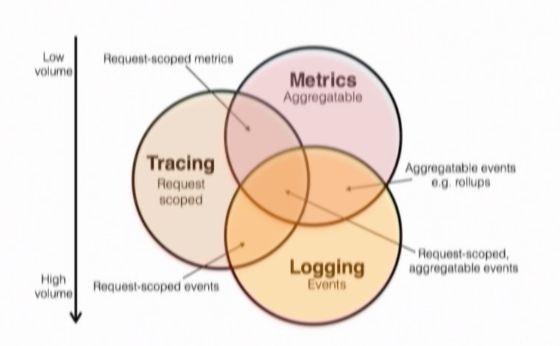 Low
volume
Request-scoped metrics
Metrics
Aggregatable
Tracing
Request
scoped
Aggregatable events
e.g. rollups
Request-scoped,
aggregatable events
Logging
Events
High
volume
Request-scoped events